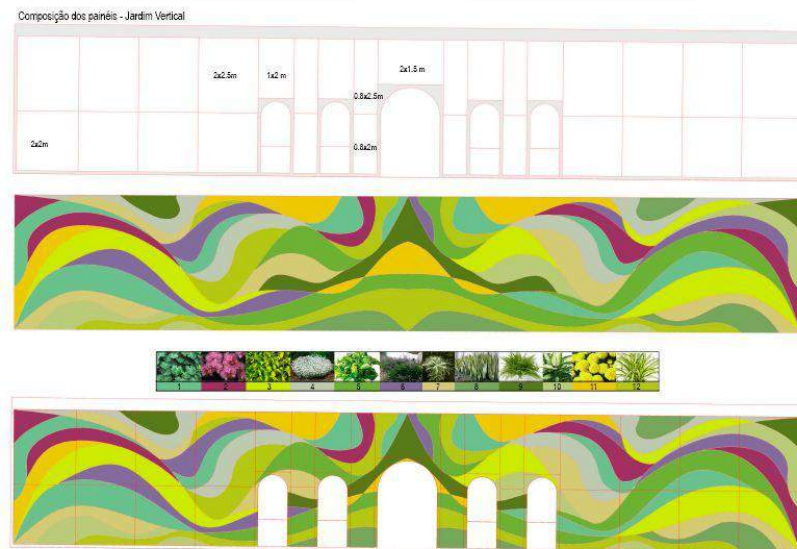 Composição dos painéis - Jardim Vertical
2x2.5m
1x2 m
2x1.5 m
0.8x2.5m
2x2m
0.8x2m
1 2 3 4 5 6 7 8 9 10 11 12